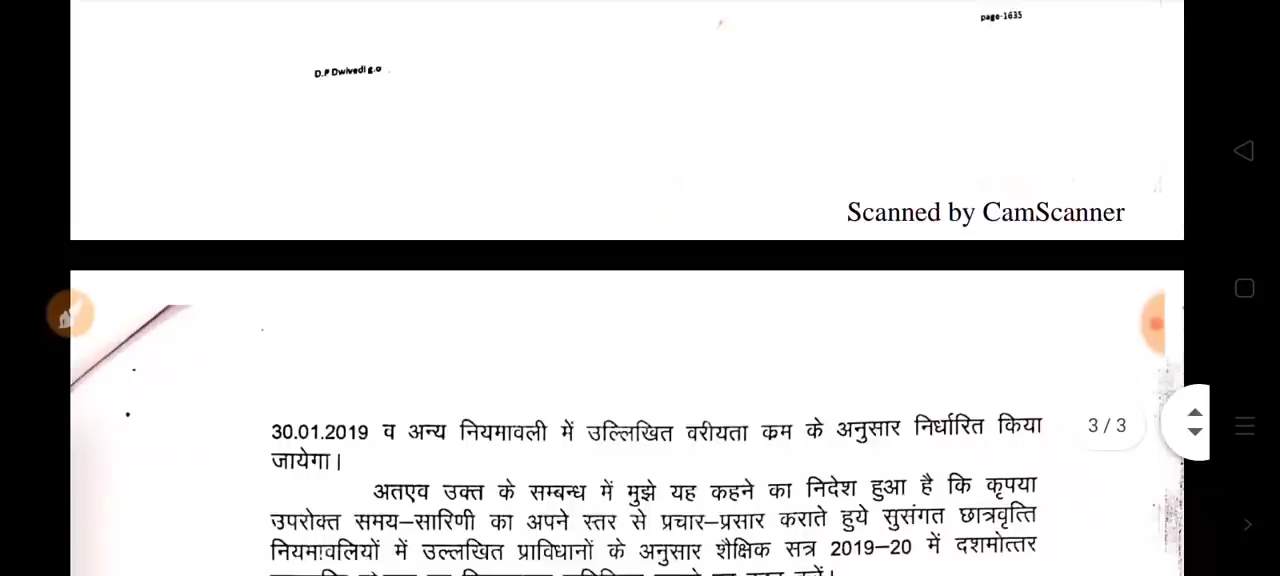 page-1635
D.P Dwivedi g.o
Scanned by CamScanner
30.01.2019 व अन्य नियमावली में उल्लिखित वरीयता क्रम के अनुसार निर्धारित किया
3 / 3
जायेगा।
अतएव उक्त के सम्बन्ध में मुझे यह कहने का निदेश हुआ है कि कृपया
उपरोक्त समय–सारिणी का अपने स्तर से प्रचार–प्रसार कराते हुये सुसंगत छात्रवृत्ति
नियमावलियों में उल्लखित प्राविधानों के अनुसार शैक्षिक सत्र 2019–20 में दशमोत्तर